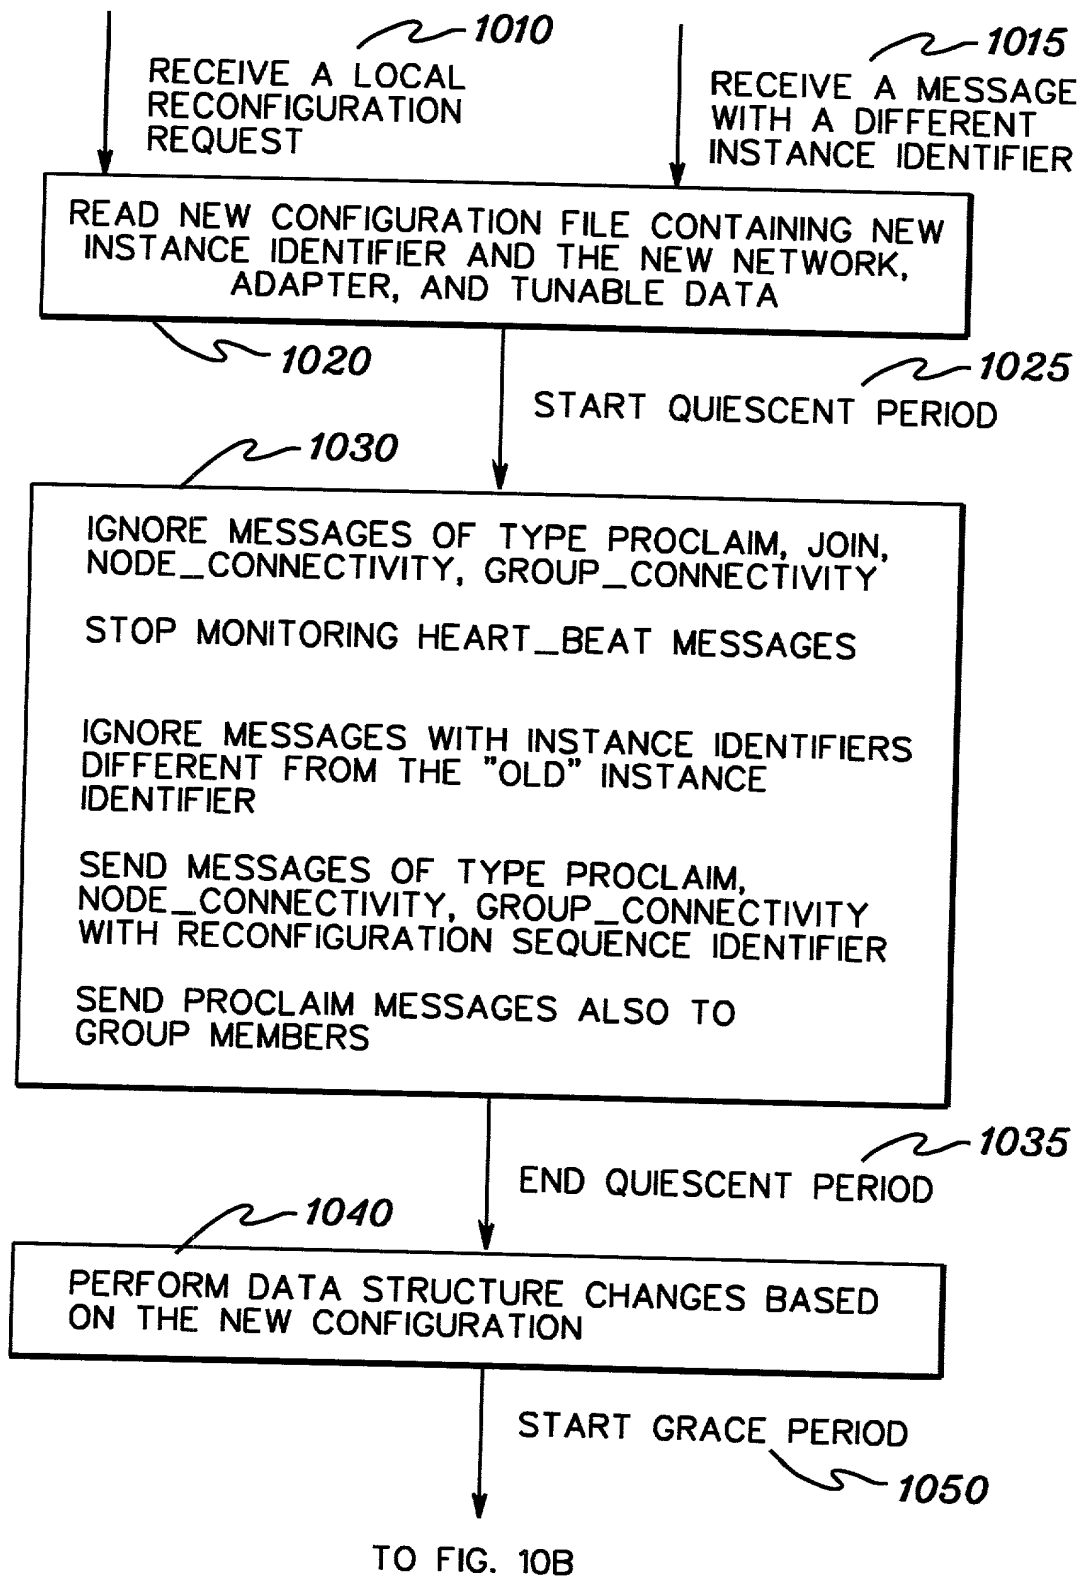 1010
RECEIVE A LOCAL
RECONFIGURATION
REQUEST
1015
RECEIVE A MESSAGE
WITH A DIFFERENT
INSTANCE IDENTIFIER
READ NEW CONFIGURATION FILE CONTAINING NEW
INSTANCE IDENTIFIER AND THE NEW NETWORK,
ADAPTER, AND TUNABLE DATA
1020
1025
START QUIESCENT PERIOD
1030
IGNORE MESSAGES OF TYPE PROCLAIM, JOIN,
NODE_CONNECTIVITY, GROUP_CONNECTIVITY
STOP MONITORING HEART_BEAT MESSAGES
IGNORE MESSAGES WITH INSTANCE IDENTIFIERS
DIFFERENT FROM THE "OLD" INSTANCE
IDENTIFIER
SEND MESSAGES OF TYPE PROCLAIM,
NODE_CONNECTIVITY, GROUP_CONNECTIVITY
WITH RECONFIGURATION SEQUENCE IDENTIFIER
SEND PROCLAIM MESSAGES ALSO TO
GROUP MEMBERS
1035
END QUIESCENT PERIOD
1040
PERFORM DATA STRUCTURE CHANGES BASED
ON THE NEW CONFIGURATION
START GRACE PERIOD
1050
TO FIG. 10B